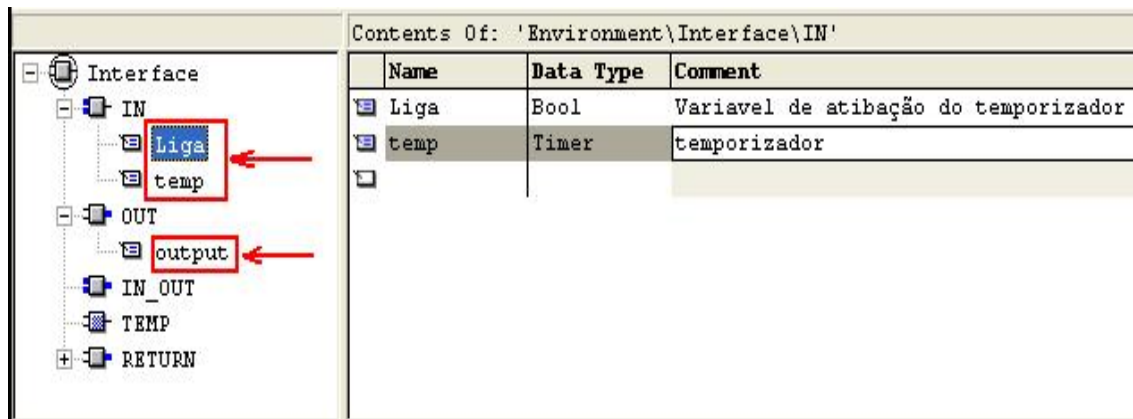 Contents Of: 'Environment\Interface\IN'
Interface
IN
Liga
temp
OUT
output
IN_OUT
TEMP
RETURN
Name Data Type Comment
Liga Bool Variavel de atibação do temporizador
temp Timer temporizador